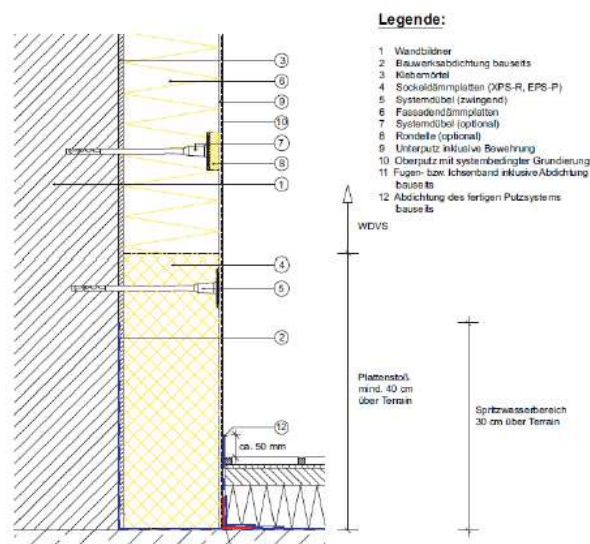 Legende:
1 Wandbildner
2 Bauwerksabdichtung bauseits
3 Klebemörtel
4 Sockeldämmplatten (XPS-R, EPS-P)
5 Systemdübel (zwingend)
6 Fassadendämmplatten
7 Systemdübel (optional)
8 Rondelle (optional)
9 Unterputz inklusive Bewehrung
10 Oberputz mit systembedingter Grundierung
11 Fugen- bzw. Ichsenband inklusive Abdichtung
bauseits
12 Abdichtung des fertigen Putzsystems
bauseits
3
6
9
10
7
8
1
4
5
2
12
ca. 50 mm
WDVS
Plattenstoß
mind. 40 cm
über Terrain
Spritzwasserbereich
30 cm über Terrain